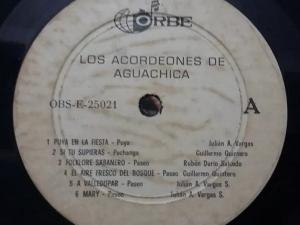 ORBE
LOS ACORDEONES DE
AGUACHICA
OBS-E-25021
A
1 PUYA EN LA FIESTA - Puya Julián A. Vargas
2 SI TU SUPIERAS - Pachanga Guillermo Quintero
3 FOLCLORE SABANERO - Paseo Rubén Darío Salcedo
4 EL AIRE FRESCO DEL BOSQUE - Paseo Guillermo Quintero
5 A VALLEDUPAR - Paseo Julián A. Vargas S.
6 MARY - Paseo Julián A. Vargas S.